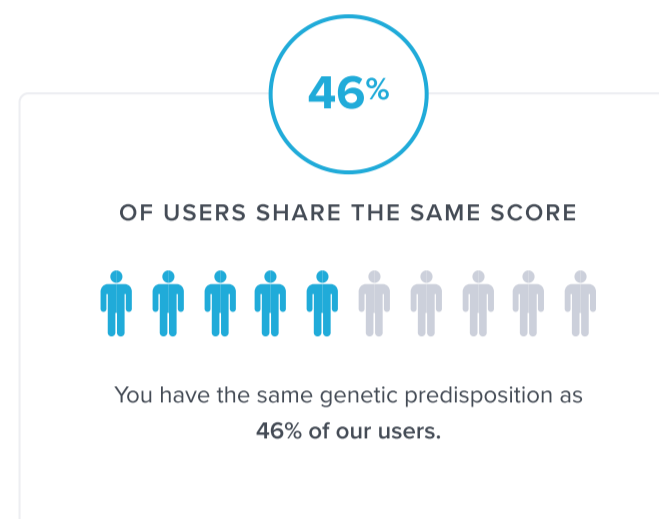 46%
OF USERS SHARE THE SAME SCORE
You have the same genetic predisposition as
46% of our users.